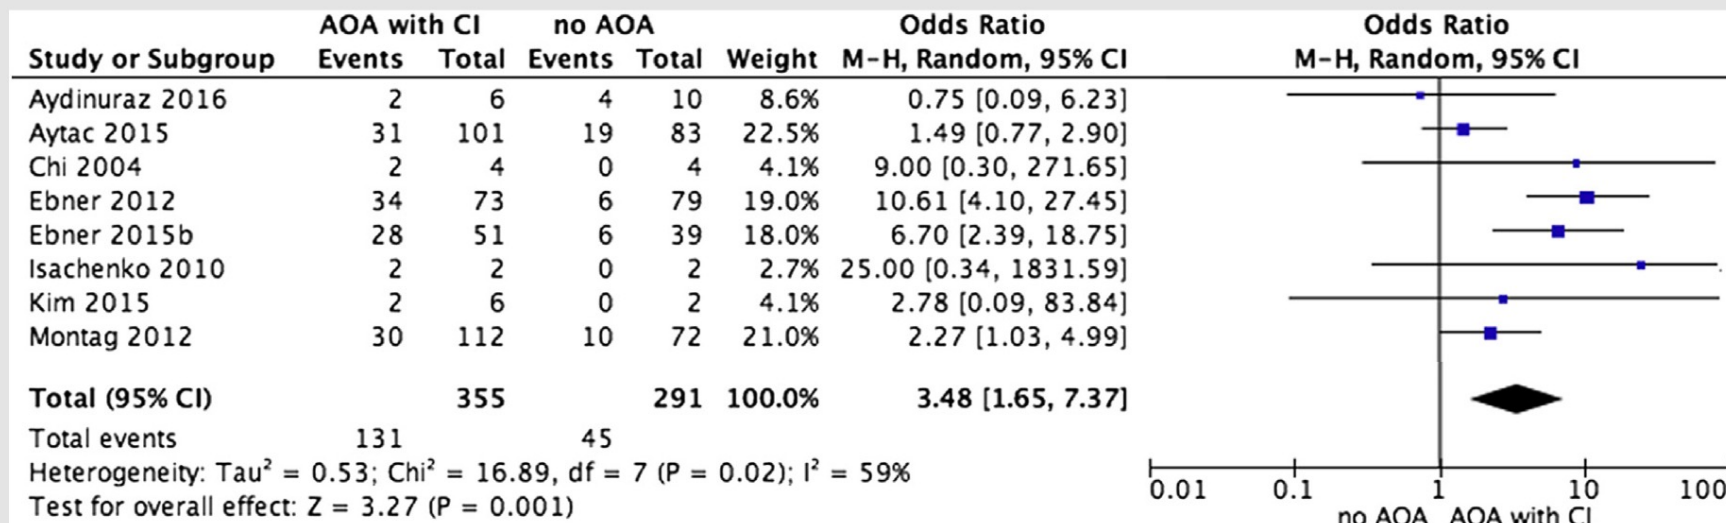 AOA with CI no AOA Odds Ratio Odds Ratio
Study or Subgroup Events Total Events Total Weight M-H, Random, 95% CI M-H, Random, 95% CI
Aydinuraz 2016 2 6 4 10 8.6% 0.75 [0.09, 6.23]
Aytac 2015 31 101 19 83 22.5% 1.49 [0.77, 2.90]
Chi 2004 2 4 0 4 4.1% 9.00 [0.30, 271.65]
Ebner 2012 34 73 6 79 19.0% 10.61 [4.10, 27.45]
Ebner 2015b 28 51 6 39 18.0% 6.70 [2.39, 18.75]
Isachenko 2010 2 2 0 2 2.7% 25.00 [0.34, 1831.59]
Kim 2015 2 6 0 2 4.1% 2.78 [0.09, 83.84]
Montag 2012 30 112 10 72 21.0% 2.27 [1.03, 4.99]
Total (95% CI) 355 291 100.0% 3.48 [1.65, 7.37]
Total events 131 45
Heterogeneity: Tau² = 0.53; Chi² = 16.89, df = 7 (P = 0.02); I² = 59%
Test for overall effect: Z = 3.27 (P = 0.001)
0.01 0.1 1 10 100
no AOA AOA with CI